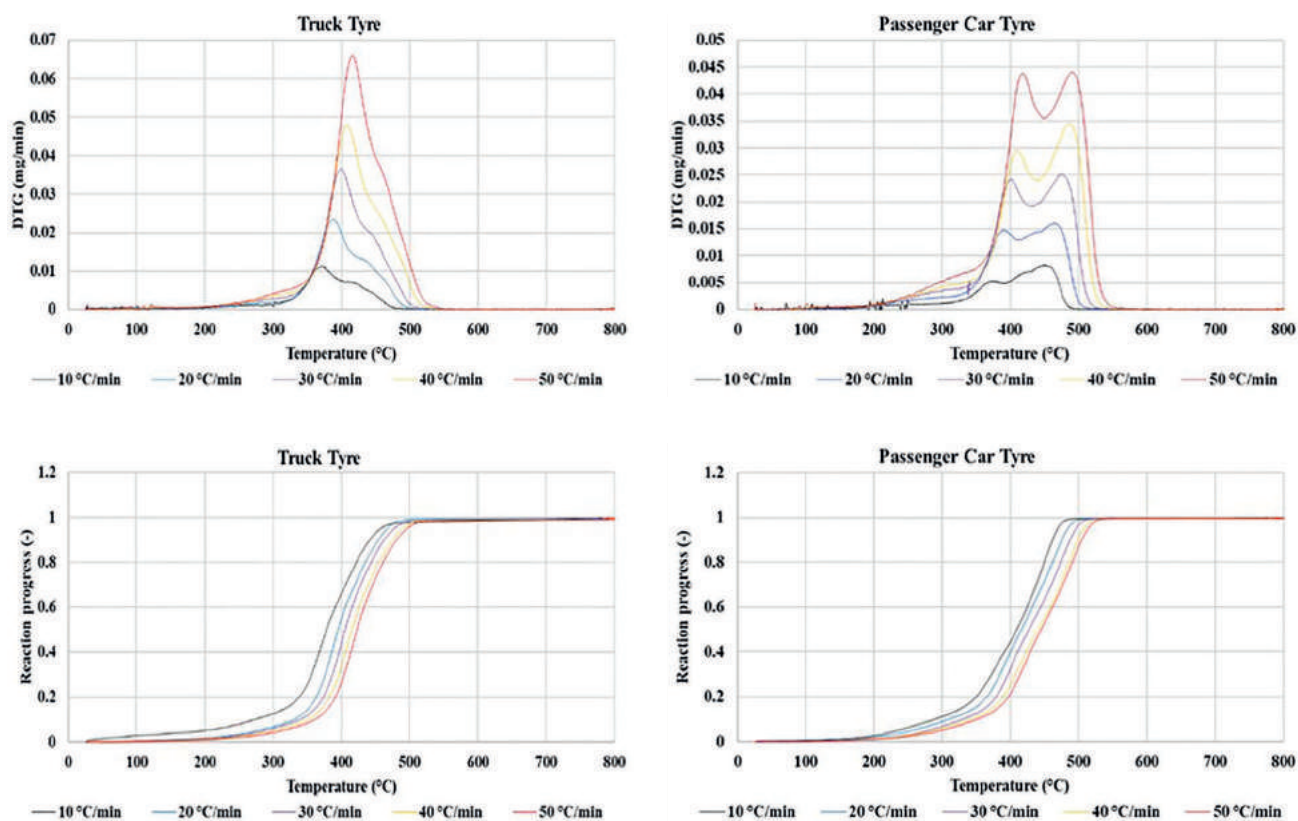 Truck Tyre
DTG (mg/min)
0.07
0.06
0.05
0.04
0.03
0.02
0.01
0
0 100 200 300 400 500 600 700 800
Temperature (°C)
10 °C/min 20 °C/min 30 °C/min 40 °C/min 50 °C/min
Passenger Car Tyre
DTG (mg/min)
0.05
0.045
0.04
0.035
0.03
0.025
0.02
0.015
0.01
0.005
0
0 100 200 300 400 500 600 700 800
Temperature (°C)
10 °C/min 20 °C/min 30 °C/min 40 °C/min 50 °C/min
Truck Tyre
Reaction progress (-)
1.2
1
0.8
0.6
0.4
0.2
0
0 100 200 300 400 500 600 700 800
Temperature (°C)
10 °C/min 20 °C/min 30 °C/min 40 °C/min 50 °C/min
Passenger Car Tyre
Reaction progress (-)
1.2
1
0.8
0.6
0.4
0.2
0
0 100 200 300 400 500 600 700 800
Temperature (°C)
10 °C/min 20 °C/min 30 °C/min 40 °C/min 50 °C/min